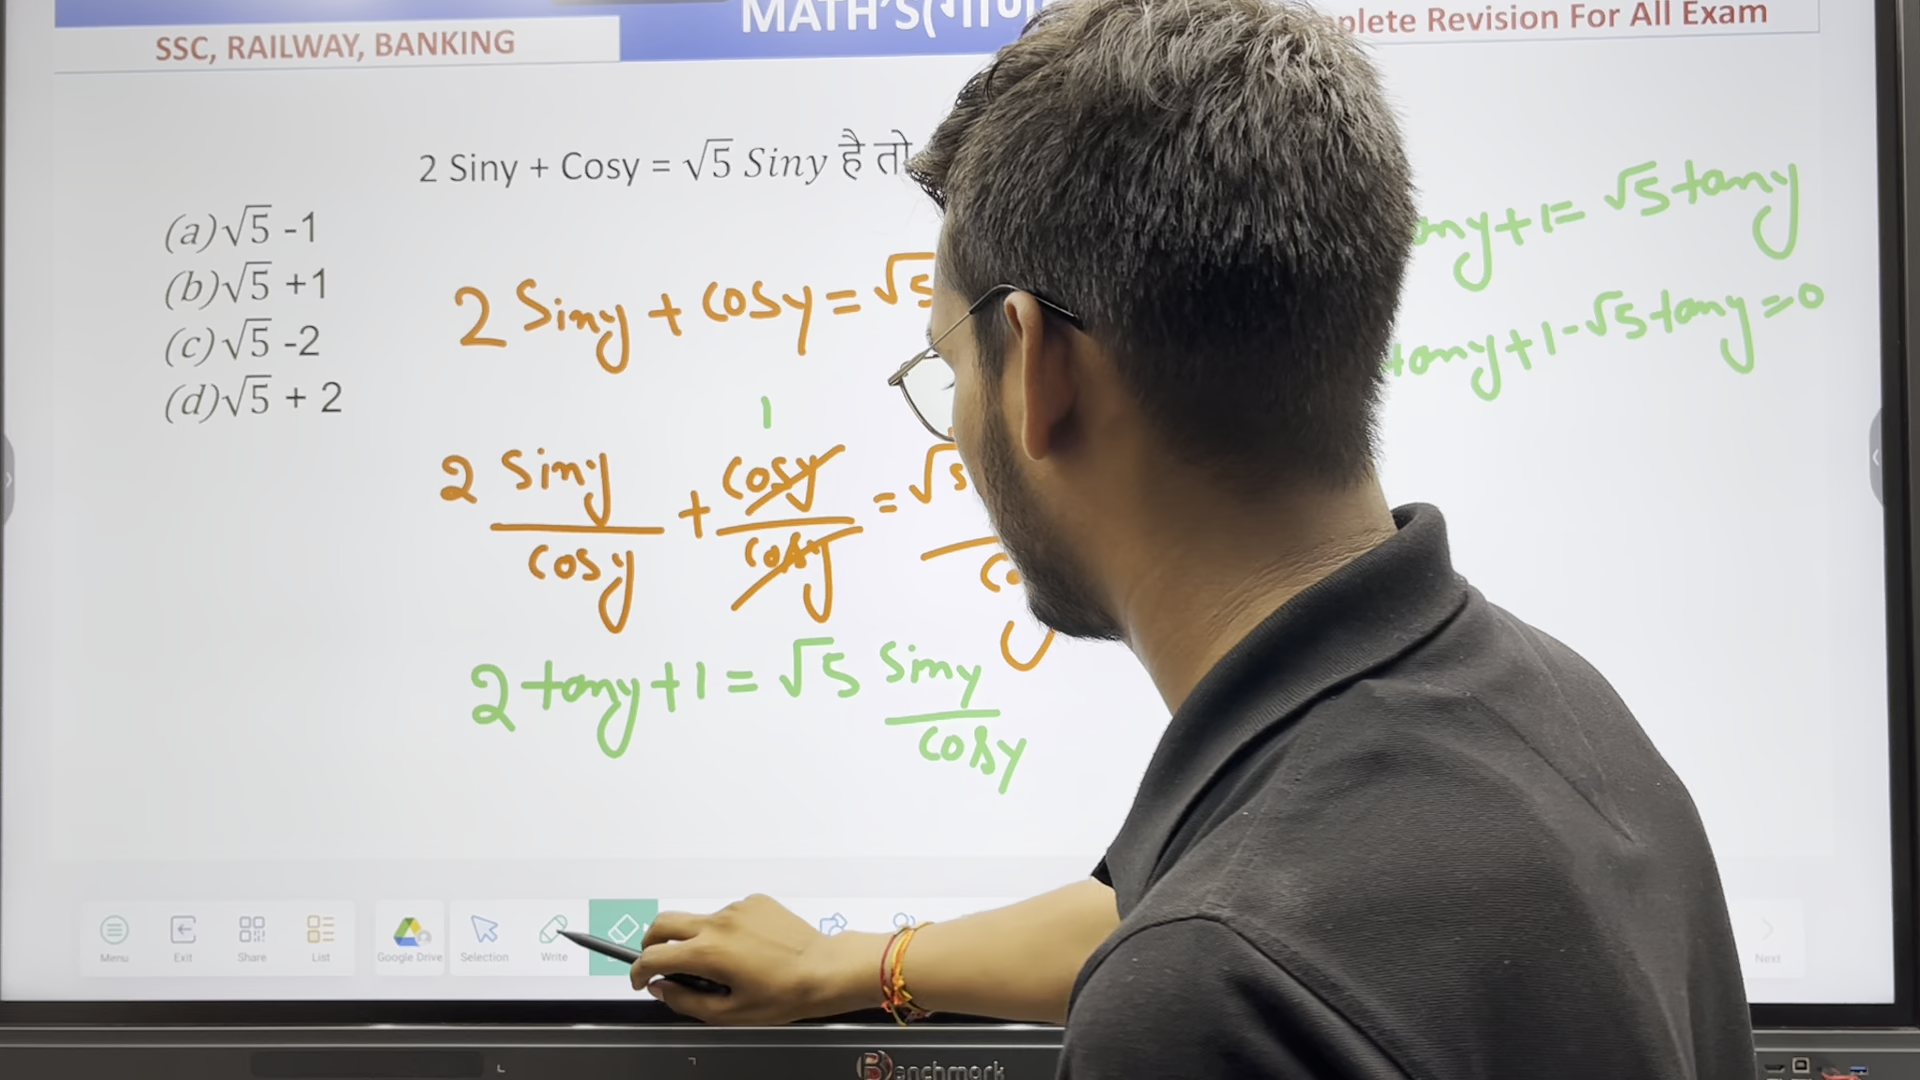 SSC, RAILWAY, BANKING
MATH'S(
plete Revision For All Exam
2 Siny + Cosy = √5 Siny है तो
(a)√5 -1
(b)√5 +1
(c)√5 -2
(d)√5 + 2
2 Siny + cosy = √5
1
2 siny/cosy + cosy/cosy = √5
2 tany + 1 = √5 siny/cosy
any + 1 = √5 tany
tany + 1 - √5 tany = 0
Menu
Exit
Share
List
Google Drive
Selection
Write
Next
Benchmark